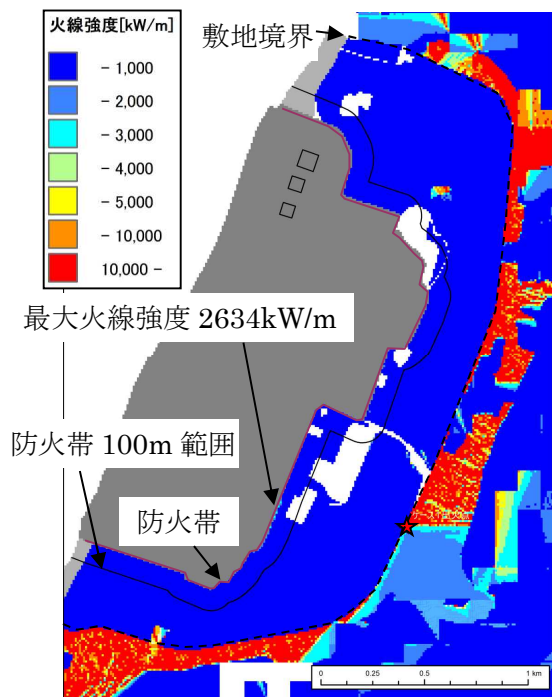 火線強度[kW/m]
- 1,000
- 2,000
- 3,000
- 4,000
- 5,000
- 10,000
10,000 -
敷地境界
最大火線強度 2634kW/m
防火帯 100m 範囲
防火帯
0 0.25 0.5 1 km